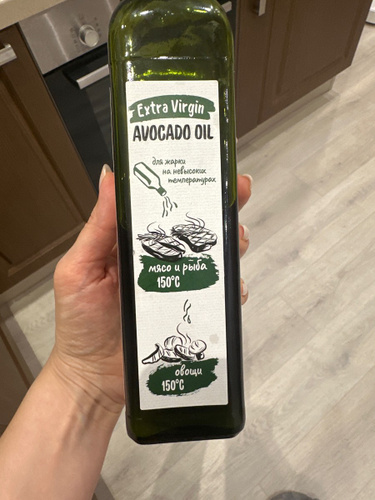 Extra Virgin
AVOCADO OIL
для жарки
на невысоких
температурах
мясо и рыба
150°C
овощи
150°C